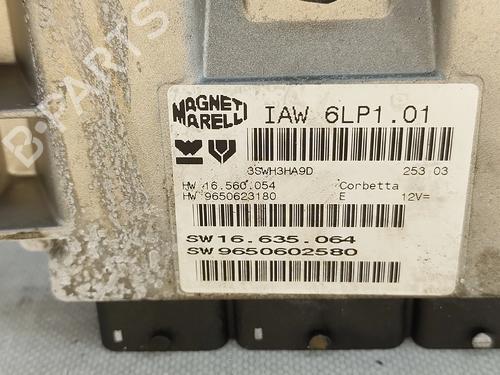 B-PARTS
MAGNETI MARELLI
IAW 6LP1.01
3SWH3HA9D 253 03
HW 16.560.054 Corbetta
HW 9650623180 E 12V=
SW 16.635.064
SW 9650602580